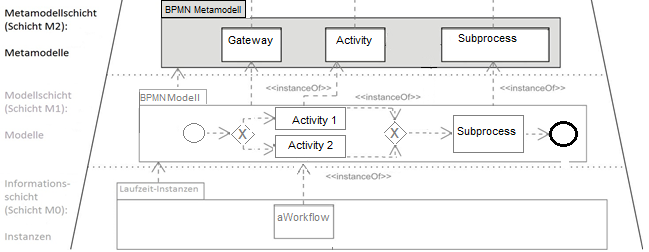 Metamodellschicht
(Schicht M2):
Metamodelle
BPMN Metamodell
Gateway
Activity
Subprocess
<<instanceOf>>
<<instanceOf>>
<<instanceOf>>
Modellschicht
(Schicht M1):
Modelle
BPMN Modell
X
Activity 1
Activity 2
X
Subprocess
<<instanceOf>>
Informations-
schicht
(Schicht M0):
Instanzen
Laufzeit-Instanzen
aWorkflow